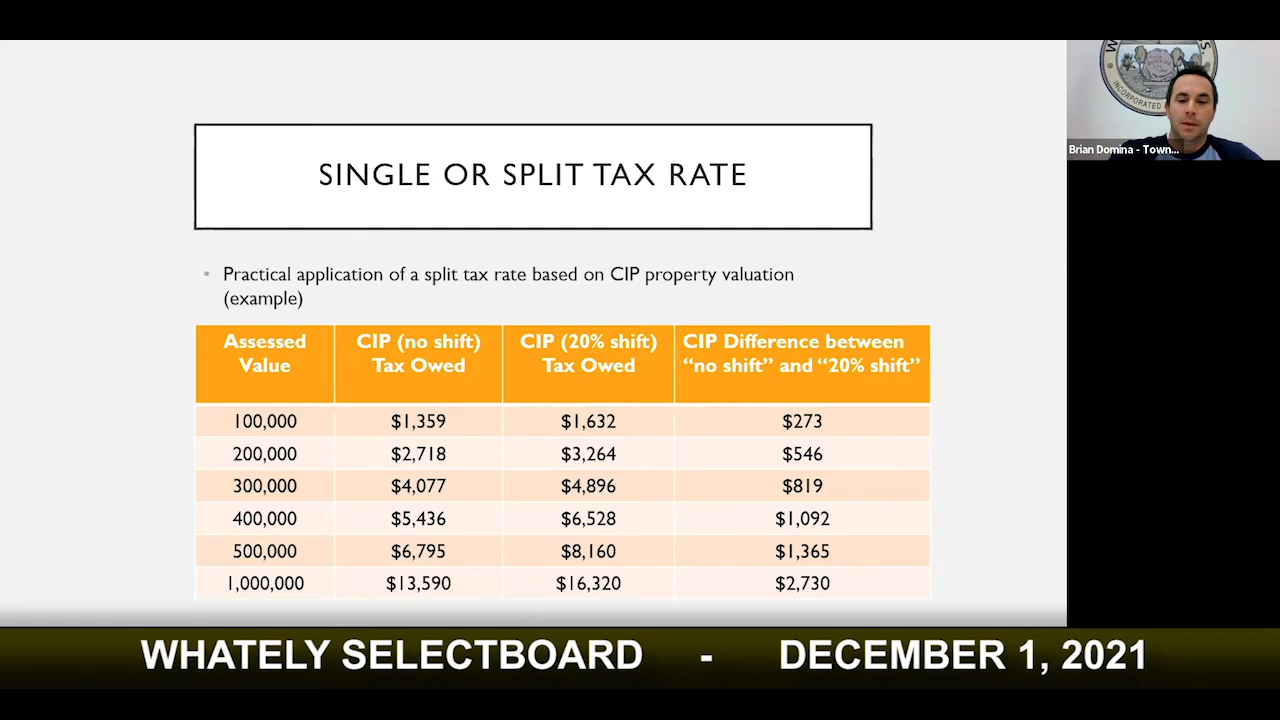 SINGLE OR SPLIT TAX RATE
• Practical application of a split tax rate based on CIP property valuation
(example)
Assessed Value CIP (no shift) Tax Owed CIP (20% shift) Tax Owed CIP Difference between “no shift” and “20% shift”
100,000 $1,359 $1,632 $273
200,000 $2,718 $3,264 $546
300,000 $4,077 $4,896 $819
400,000 $5,436 $6,528 $1,092
500,000 $6,795 $8,160 $1,365
1,000,000 $13,590 $16,320 $2,730
INCORPORATED
Brian Domina - Town...
WHATELY SELECTBOARD - DECEMBER 1, 2021